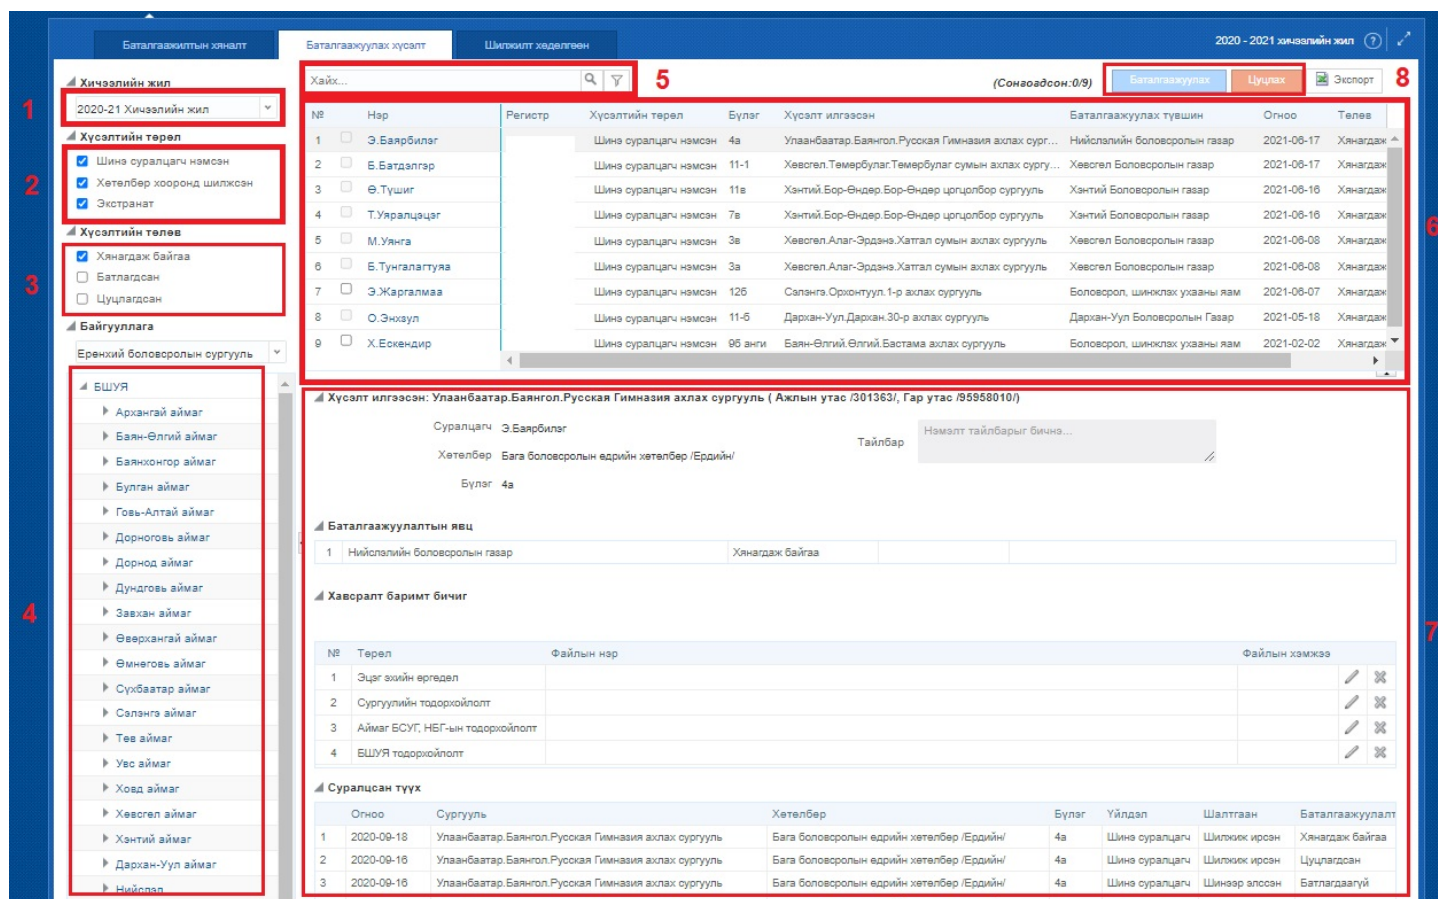 Баталгаажилтын хяналт
Баталгаажуулах хүсэлт
Шилжилт хөдөлгөөн
2020 - 2021 хичээлийн жил
?
Хичээлийн жил
1
2020-21 Хичээлийн жил
Хүсэлтийн төрөл
2
Шинэ суралцагч нэмсэн
Хөтөлбөр хооронд шилжсэн
Экстранат
Хүсэлтийн төлөв
3
Хянагдаж байгаа
Батлагдсан
Цуцлагдсан
Байгууллага
Ерөнхий боловсролын сургууль
4
БШУЯ
Архангай аймаг
Баян-Өлгий аймаг
Баянхонгор аймаг
Булган аймаг
Говь-Алтай аймаг
Дорноговь аймаг
Дорнод аймаг
Дундговь аймаг
Завхан аймаг
Өвөрхангай аймаг
Өмнөговь аймаг
Сүхбаатар аймаг
Сэлэнгэ аймаг
Төв аймаг
Увс аймаг
Ховд аймаг
Хөвсгөл аймаг
Хэнтий аймаг
Дархан-Уул аймаг
Нийслэл
Хайх...
5
(Сонгогдсон:0/9)
Баталгаажуулах
Цуцлах
Экспорт
8
№ Нэр Регистр Хүсэлтийн төрөл Бүлэг Хүсэлт илгээсэн Баталгаажуулах түвшин Огноо Төлөв
1 Э.Баярбилэг Шинэ суралцагч нэмсэн 4а Улаанбаатар.Баянгол.Русская Гимназия ахлах сург... Нийслэлийн боловсролын газар 2021-06-17 Хянагдаж
2 Б.Батдэлгэр Шинэ суралцагч нэмсэн 11-1 Хөвсгөл.Төмөрбулаг.Төмөрбулаг сумын ахлах сургу... Хөвсгөл Боловсролын газар 2021-06-17 Хянагдаж
3 Ө.Түшиг Шинэ суралцагч нэмсэн 11в Хэнтий.Бор-Өндөр.Бор-Өндөр цогцолбор сургууль Хэнтий Боловсролын газар 2021-06-16 Хянагдаж
4 Т.Уяралцэцэг Шинэ суралцагч нэмсэн 7в Хэнтий.Бор-Өндөр.Бор-Өндөр цогцолбор сургууль Хэнтий Боловсролын газар 2021-06-16 Хянагдаж
5 М.Уянга Шинэ суралцагч нэмсэн 3в Хөвсгөл.Алаг-Эрдэнэ.Хатгал сумын ахлах сургууль Хөвсгөл Боловсролын газар 2021-06-08 Хянагдаж
6 Б.Тунгалагтуяа Шинэ суралцагч нэмсэн 3а Хөвсгөл.Алаг-Эрдэнэ.Хатгал сумын ахлах сургууль Хөвсгөл Боловсролын газар 2021-06-08 Хянагдаж
7 Э.Жаргалмаа Шинэ суралцагч нэмсэн 12б Сэлэнгэ.Орхонтуул.1-р ахлах сургууль Боловсрол, шинжлэх ухааны яам 2021-06-07 Хянагдаж
8 О.Энхзул Шинэ суралцагч нэмсэн 11-б Дархан-Уул.Дархан.30-р ахлах сургууль Дархан-Уул Боловсролын Газар 2021-05-18 Хянагдаж
9 Х.Ескендир Шинэ суралцагч нэмсэн 9б анги Баян-Өлгий.Өлгий.Бастама ахлах сургууль Боловсрол, шинжлэх ухааны яам 2021-02-02 Хянагдаж
6
Хүсэлт илгээсэн: Улаанбаатар.Баянгол.Русская Гимназия ахлах сургууль ( Ажлын утас /301363/, Гар утас /95958010/)
Суралцагч Э.Баярбилэг
Тайлбар Нэмэлт тайлбарыг бичнэ...
Хөтөлбөр Бага боловсролын өдрийн хөтөлбөр /Ердийн/
Бүлэг 4а
Баталгаажуулалтын явц
1 Нийслэлийн боловсролын газар Хянагдаж байгаа
Хавсралт баримт бичиг
7
№ Төрөл Файлын нэр Файлын хэмжээ
1 Эцэг эхийн өргөдөл
2 Сургуулийн тодорхойлолт
3 Аймаг БСУГ, НБГ-ын тодорхойлолт
4 БШУЯ тодорхойлолт
Суралцсан түүх
Огноо Сургууль Хөтөлбөр Бүлэг Үйлдэл Шалтгаан Баталгаажуулалт
1 2020-09-18 Улаанбаатар.Баянгол.Русская Гимназия ахлах сургууль Бага боловсролын өдрийн хөтөлбөр /Ердийн/ 4а Шинэ суралцагч Шилжиж ирсэн Хянагдаж байгаа
2 2020-09-16 Улаанбаатар.Баянгол.Русская Гимназия ахлах сургууль Бага боловсролын өдрийн хөтөлбөр /Ердийн/ 4а Шинэ суралцагч Шилжиж ирсэн Цуцлагдсан
3 2020-09-16 Улаанбаатар.Баянгол.Русская Гимназия ахлах сургууль Бага боловсролын өдрийн хөтөлбөр /Ердийн/ 4а Шинэ суралцагч Шинээр элссэн Батлагдаагүй